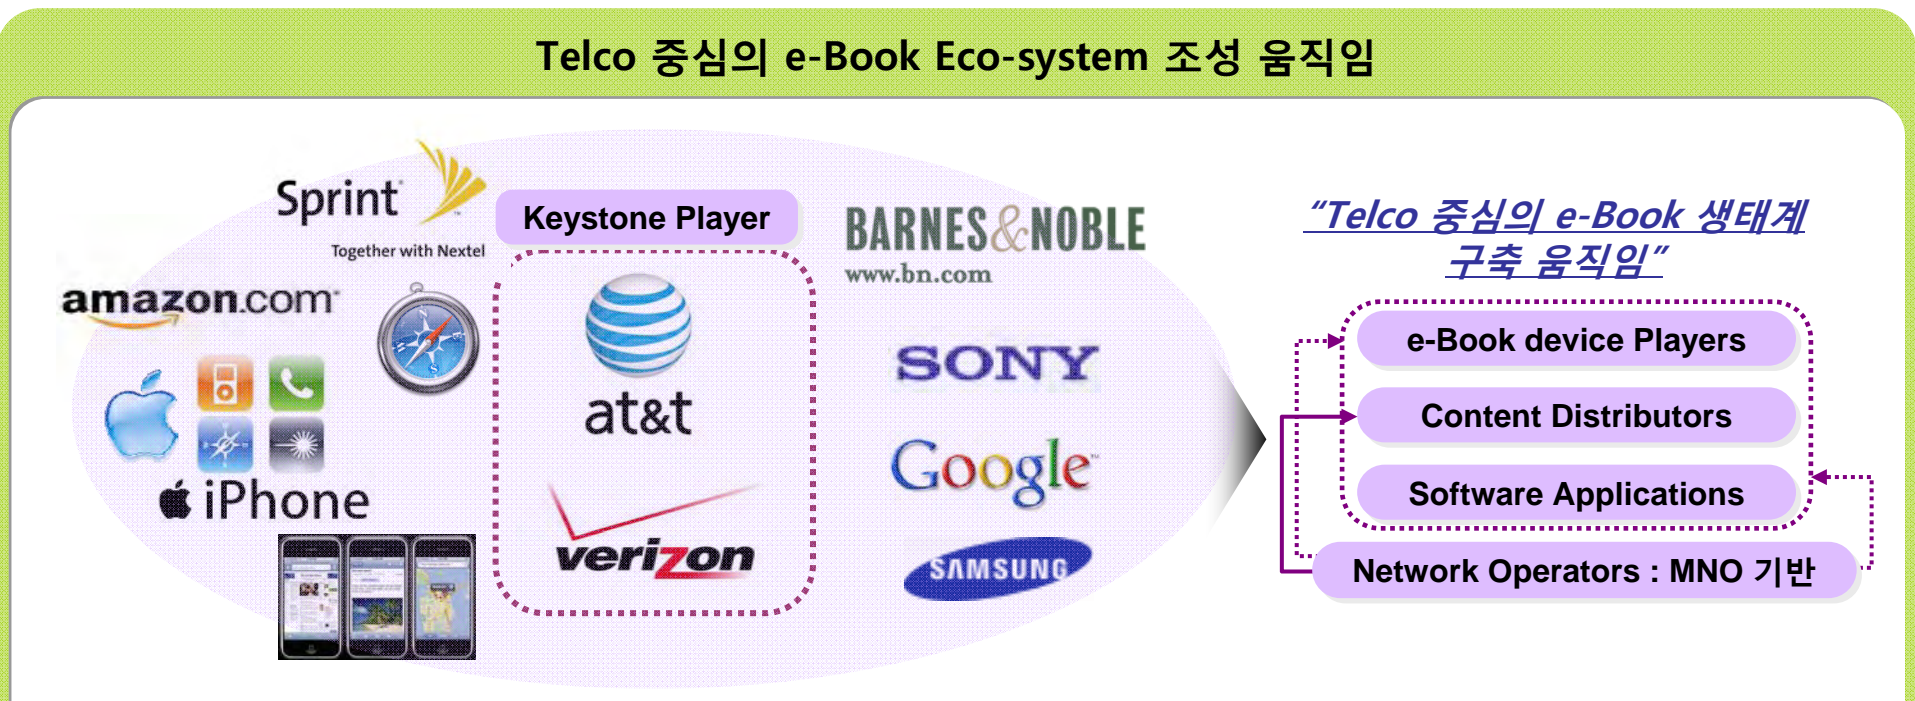 Telco 중심의 e-Book Eco-system 조성 움직임
Sprint
Together with Nextel
Keystone Player
BARNES&NOBLE
www.bn.com
amazon.com
at&t
SONY
Google
iPhone
verizon
SAMSUNG
“Telco 중심의 e-Book 생태계
구축 움직임”
e-Book device Players
Content Distributors
Software Applications
Network Operators : MNO 기반